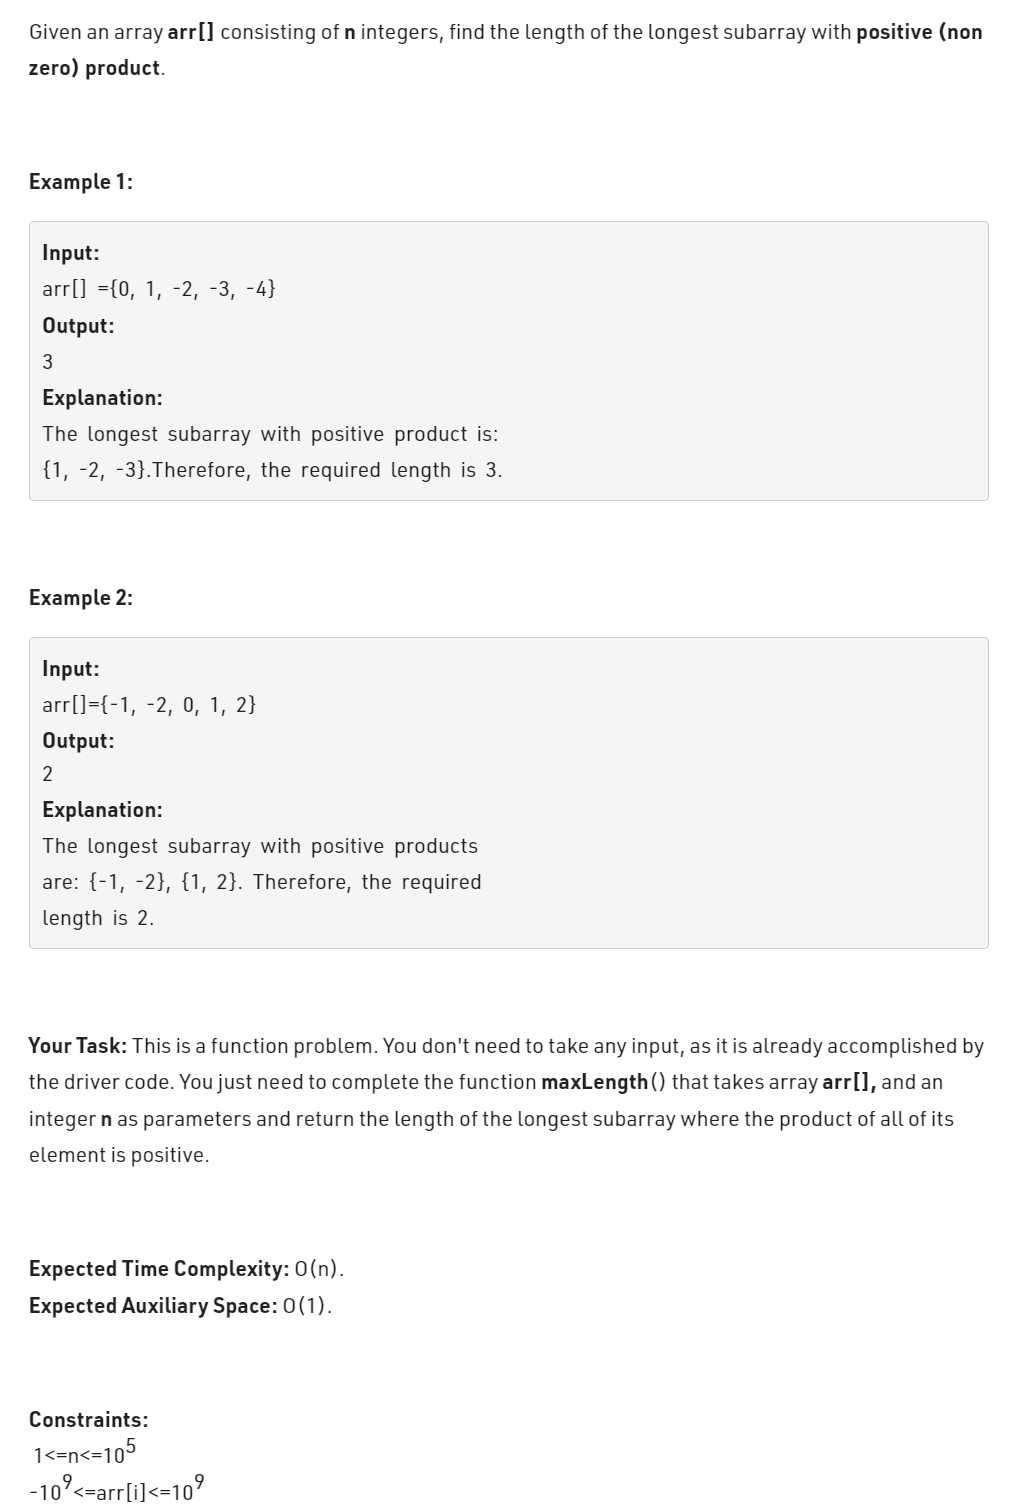 Given an array arr[] consisting of n integers, find the length of the longest subarray with positive (non
zero) product.
Example 1:
Input:
arr[] ={0, 1, -2, -3, -4}
Output:
3
Explanation:
The longest subarray with positive product is:
{1, -2, -3}.Therefore, the required length is 3.
Example 2:
Input:
arr[]={-1, -2, 0, 1, 2}
Output:
2
Explanation:
The longest subarray with positive products
are: {-1, -2}, {1, 2}. Therefore, the required
length is 2.
Your Task: This is a function problem. You don't need to take any input, as it is already accomplished by
the driver code. You just need to complete the function maxLength() that takes array arr[], and an
integer n as parameters and return the length of the longest subarray where the product of all of its
element is positive.
Expected Time Complexity: O(n).
Expected Auxiliary Space: O(1).
Constraints:
1<=n<=10^5
-10^9<=arr[i]<=10^9